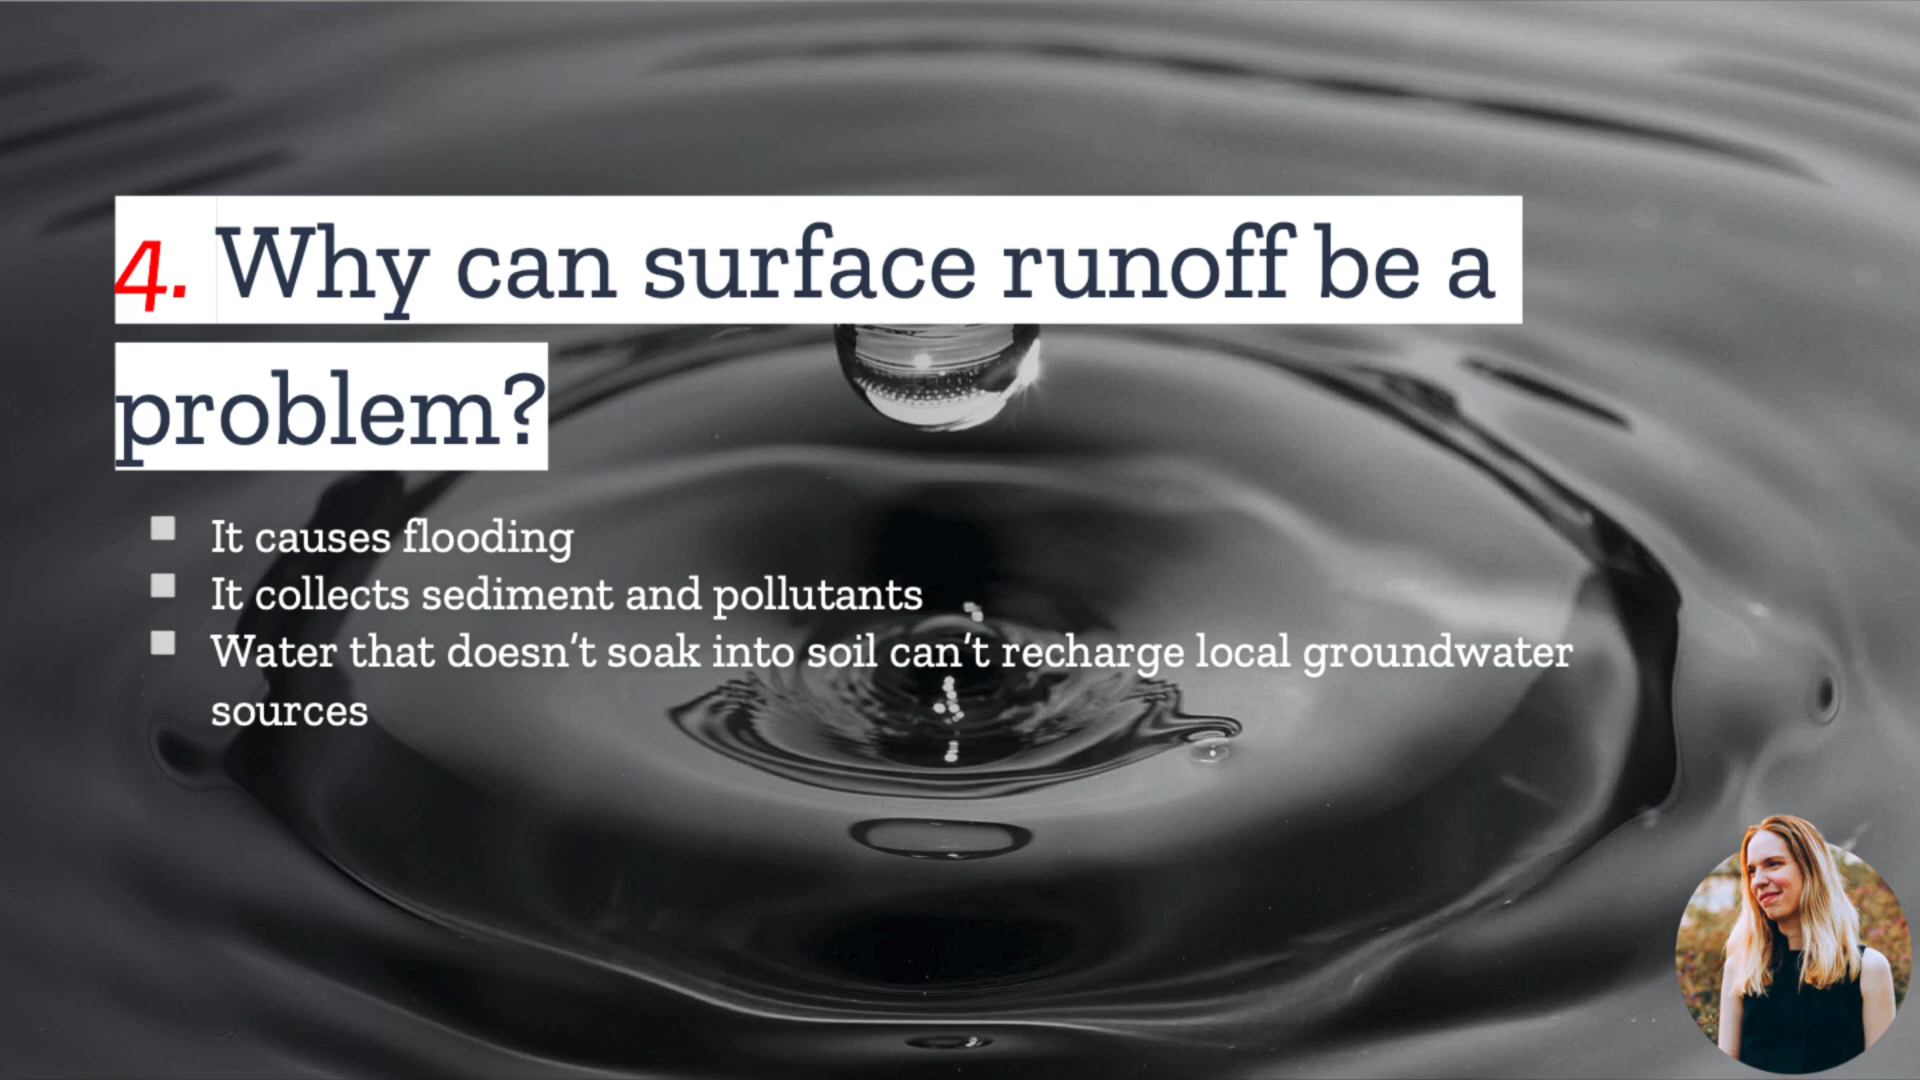 4. Why can surface runoff be a
problem?
It causes flooding
It collects sediment and pollutants
Water that doesn’t soak into soil can’t recharge local groundwater
sources